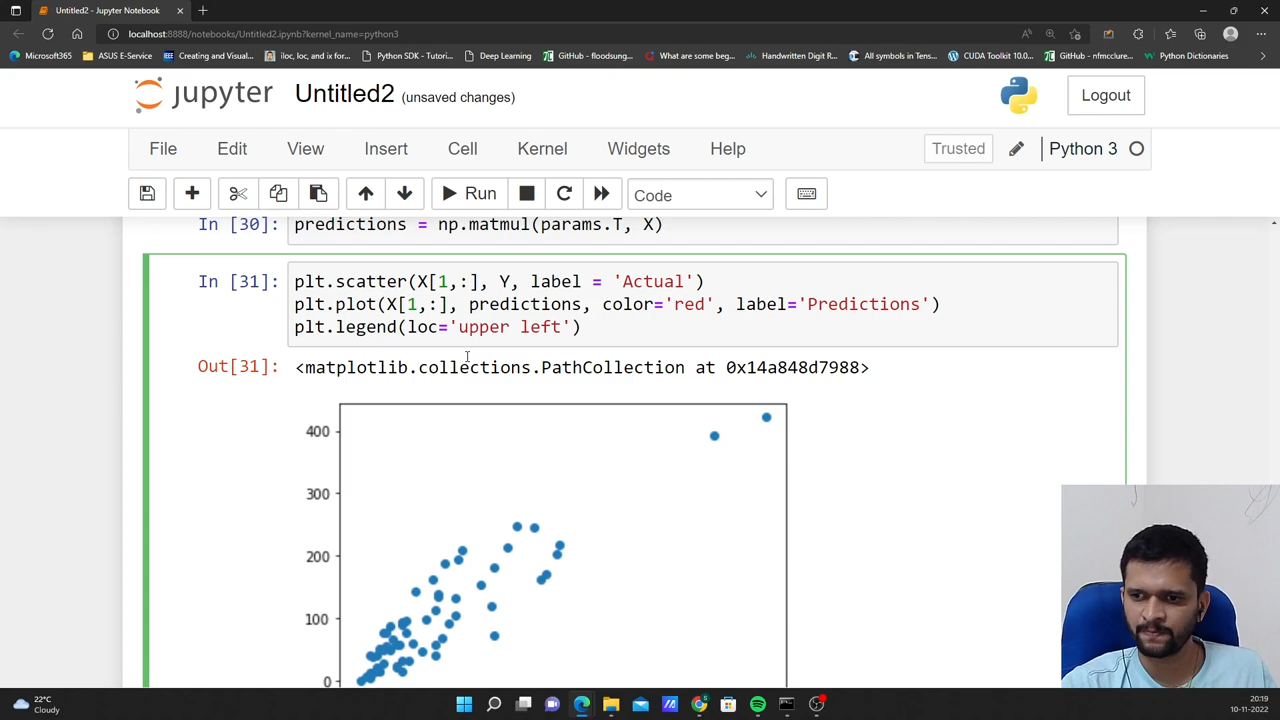 Untitled2 - Jupyter Notebook
localhost:8888/notebooks/Untitled2.ipynb?kernel_name=python3
Microsoft365 ASUS E-Service Creating and Visual... iloc, loc, and ix for... Python SDK - Tutori... Deep Learning GitHub - floodsung... What are some beg... Handwritten Digit R... All symbols in Tens... CUDA Toolkit 10.0... GitHub - nfmcclure... Python Dictionaries
jupyter Untitled2 (unsaved changes) Logout
File Edit View Insert Cell Kernel Widgets Help Trusted Python 3
Run Code
In [30]: predictions = np.matmul(params.T, X)
In [31]: plt.scatter(X[1,:], Y, label = 'Actual')
plt.plot(X[1,:], predictions, color='red', label='Predictions')
plt.legend(loc='upper left')
Out[31]: <matplotlib.collections.PathCollection at 0x14a848d7988>
400
300
200
100
0
22°C
Cloudy
20:19
10-11-2022